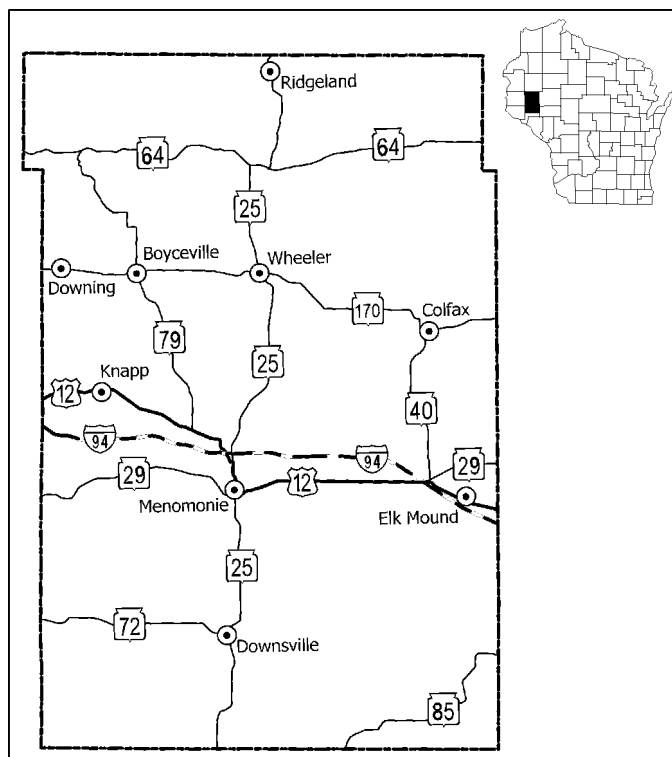 Ridgeland
64
64
25
Boyceville
Wheeler
Downing
170
Colfax
79
25
Knapp
12
40
94
94
29
29
12
Menomonie
Elk Mound
25
72
Downsville
85